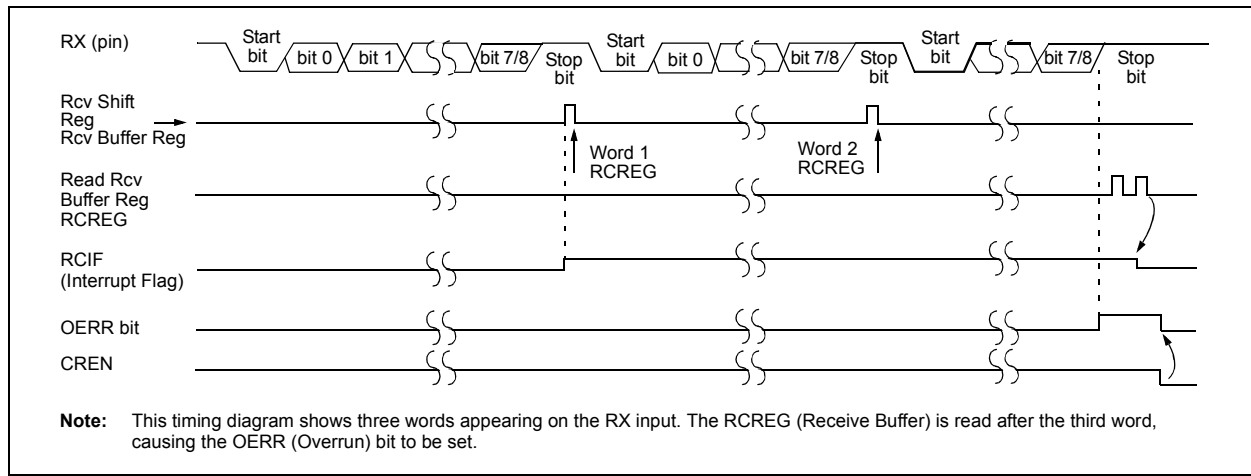 RX (pin)
Start bit
bit 0
bit 1
bit 7/8
Stop bit
Start bit
bit 0
bit 7/8
Stop bit
Start bit
bit 7/8
Stop bit
Rcv Shift
Reg
Rcv Buffer Reg
Word 1
RCREG
Word 2
RCREG
Read Rcv
Buffer Reg
RCREG
RCIF
(Interrupt Flag)
OERR bit
CREN
Note: This timing diagram shows three words appearing on the RX input. The RCREG (Receive Buffer) is read after the third word,
causing the OERR (Overrun) bit to be set.